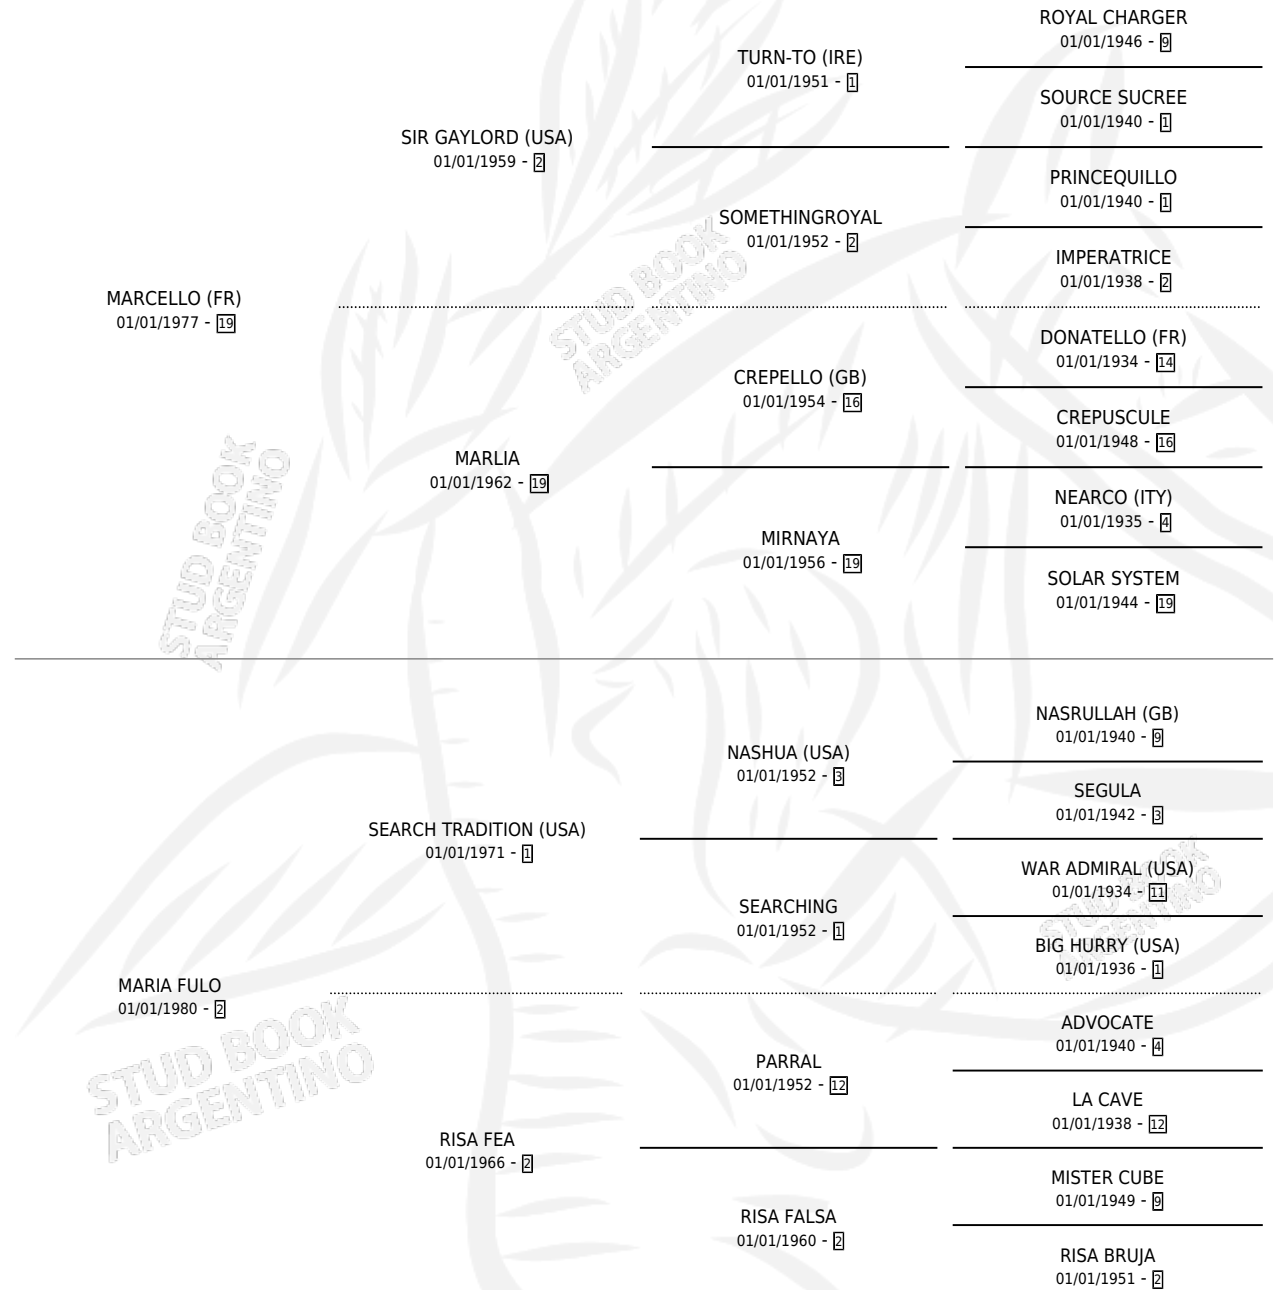 ROYAL CHARGER
01/01/1946 - 9
TURN-TO (IRE)
01/01/1951 - 1
SOURCE SUCREE
01/01/1940 - 1
SIR GAYLORD (USA)
01/01/1959 - 2
PRINCEQUILLO
01/01/1940 - 1
SOMETHINGROYAL
01/01/1952 - 2
IMPERATRICE
01/01/1938 - 2
MARCELLO (FR)
01/01/1977 - 19
DONATELLO (FR)
01/01/1934 - 14
CREPELLO (GB)
01/01/1954 - 16
CREPUSCULE
01/01/1948 - 16
MARLIA
01/01/1962 - 19
NEARCO (ITY)
01/01/1935 - 4
MIRNAYA
01/01/1956 - 19
SOLAR SYSTEM
01/01/1944 - 19
STUD BOOK
ARGENTINO
STUD BOOK
ARGENTINO
NASRULLAH (GB)
01/01/1940 - 9
NASHUA (USA)
01/01/1952 - 3
SEGULA
01/01/1942 - 3
SEARCH TRADITION (USA)
01/01/1971 - 1
WAR ADMIRAL (USA)
01/01/1934 - 11
SEARCHING
01/01/1952 - 1
BIG HURRY (USA)
01/01/1936 - 1
MARIA FULO
01/01/1980 - 2
ADVOCATE
01/01/1940 - 4
PARRAL
01/01/1952 - 12
LA CAVE
01/01/1938 - 12
RISA FEA
01/01/1966 - 2
MISTER CUBE
01/01/1949 - 9
RISA FALSA
01/01/1960 - 2
RISA BRUJA
01/01/1951 - 2
STUD BOOK
ARGENTINO
STUD BOOK
ARGENTINO